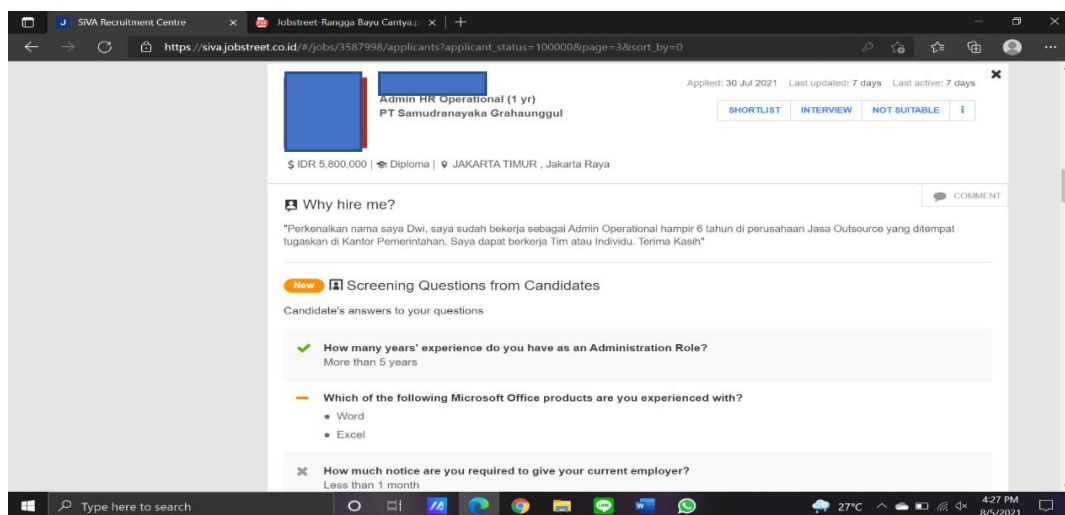 SiVA Recruitment Centre
Jobstreet-Rangga Bayu Cantya.p
https://siva.jobstreet.co.id/#/jobs/3587998/applicants?applicant_status=100000&page=3&sort_by=0
Applied: 30 Jul 2021 Last updated: 7 days Last active: 7 days
Admin HR Operational (1 yr)
PT Samudranayaka Grahaunggul
SHORTLIST INTERVIEW NOT SUITABLE
$ IDR 5,800,000 | Diploma | JAKARTA TIMUR , Jakarta Raya
COMMENT
Why hire me?
"Perkenalkan nama saya Dwi, saya sudah bekerja sebagai Admin Operational hampir 6 tahun di perusahaan Jasa Outsource yang ditempat
tugaskan di Kantor Pemerintahan. Saya dapat berkerja Tim atau Individu. Terima Kasih"
New Screening Questions from Candidates
Candidate's answers to your questions
How many years' experience do you have as an Administration Role?
More than 5 years
Which of the following Microsoft Office products are you experienced with?
• Word
• Excel
How much notice are you required to give your current employer?
Less than 1 month
Type here to search
27°C
4:27 PM
8/5/2021